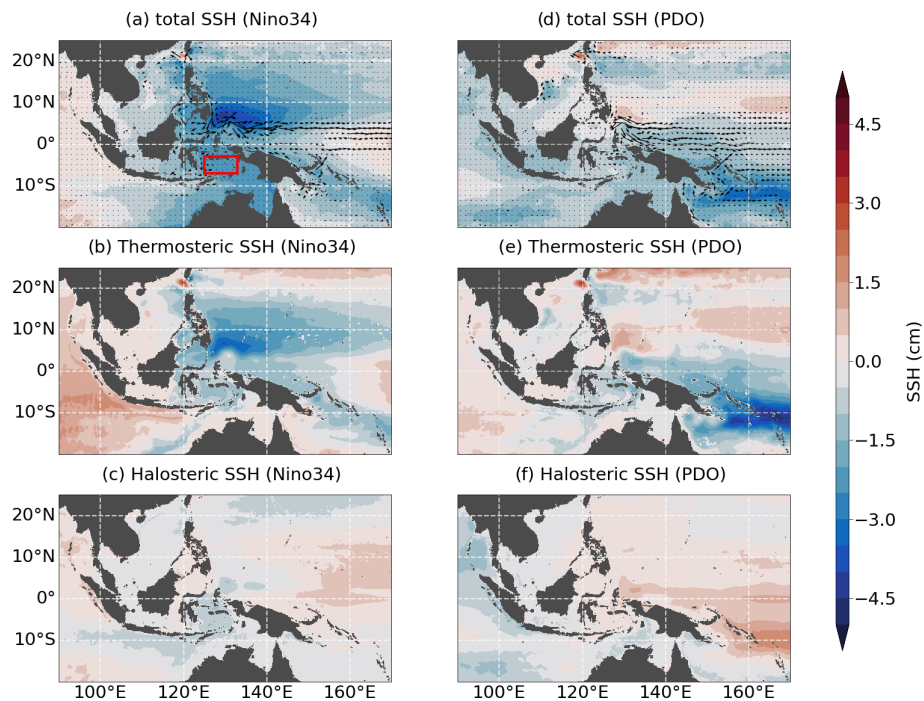 (a) total SSH (Nino34)
(d) total SSH (PDO)
20°N
10°N
0°
10°S
(b) Thermosteric SSH (Nino34)
(e) Thermosteric SSH (PDO)
20°N
10°N
0°
10°S
(c) Halosteric SSH (Nino34)
(f) Halosteric SSH (PDO)
20°N
10°N
0°
10°S
100°E 120°E 140°E 160°E
100°E 120°E 140°E 160°E
4.5
3.0
1.5
0.0
−1.5
−3.0
−4.5
SSH (cm)